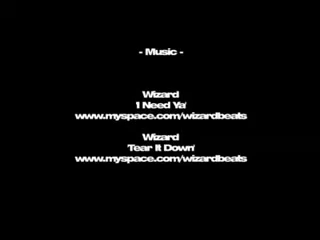 - Music -
Wizard
'I Need Ya'
www.myspace.com/wizardbeats
Wizard
'Tear It Down'
www.myspace.com/wizardbeats